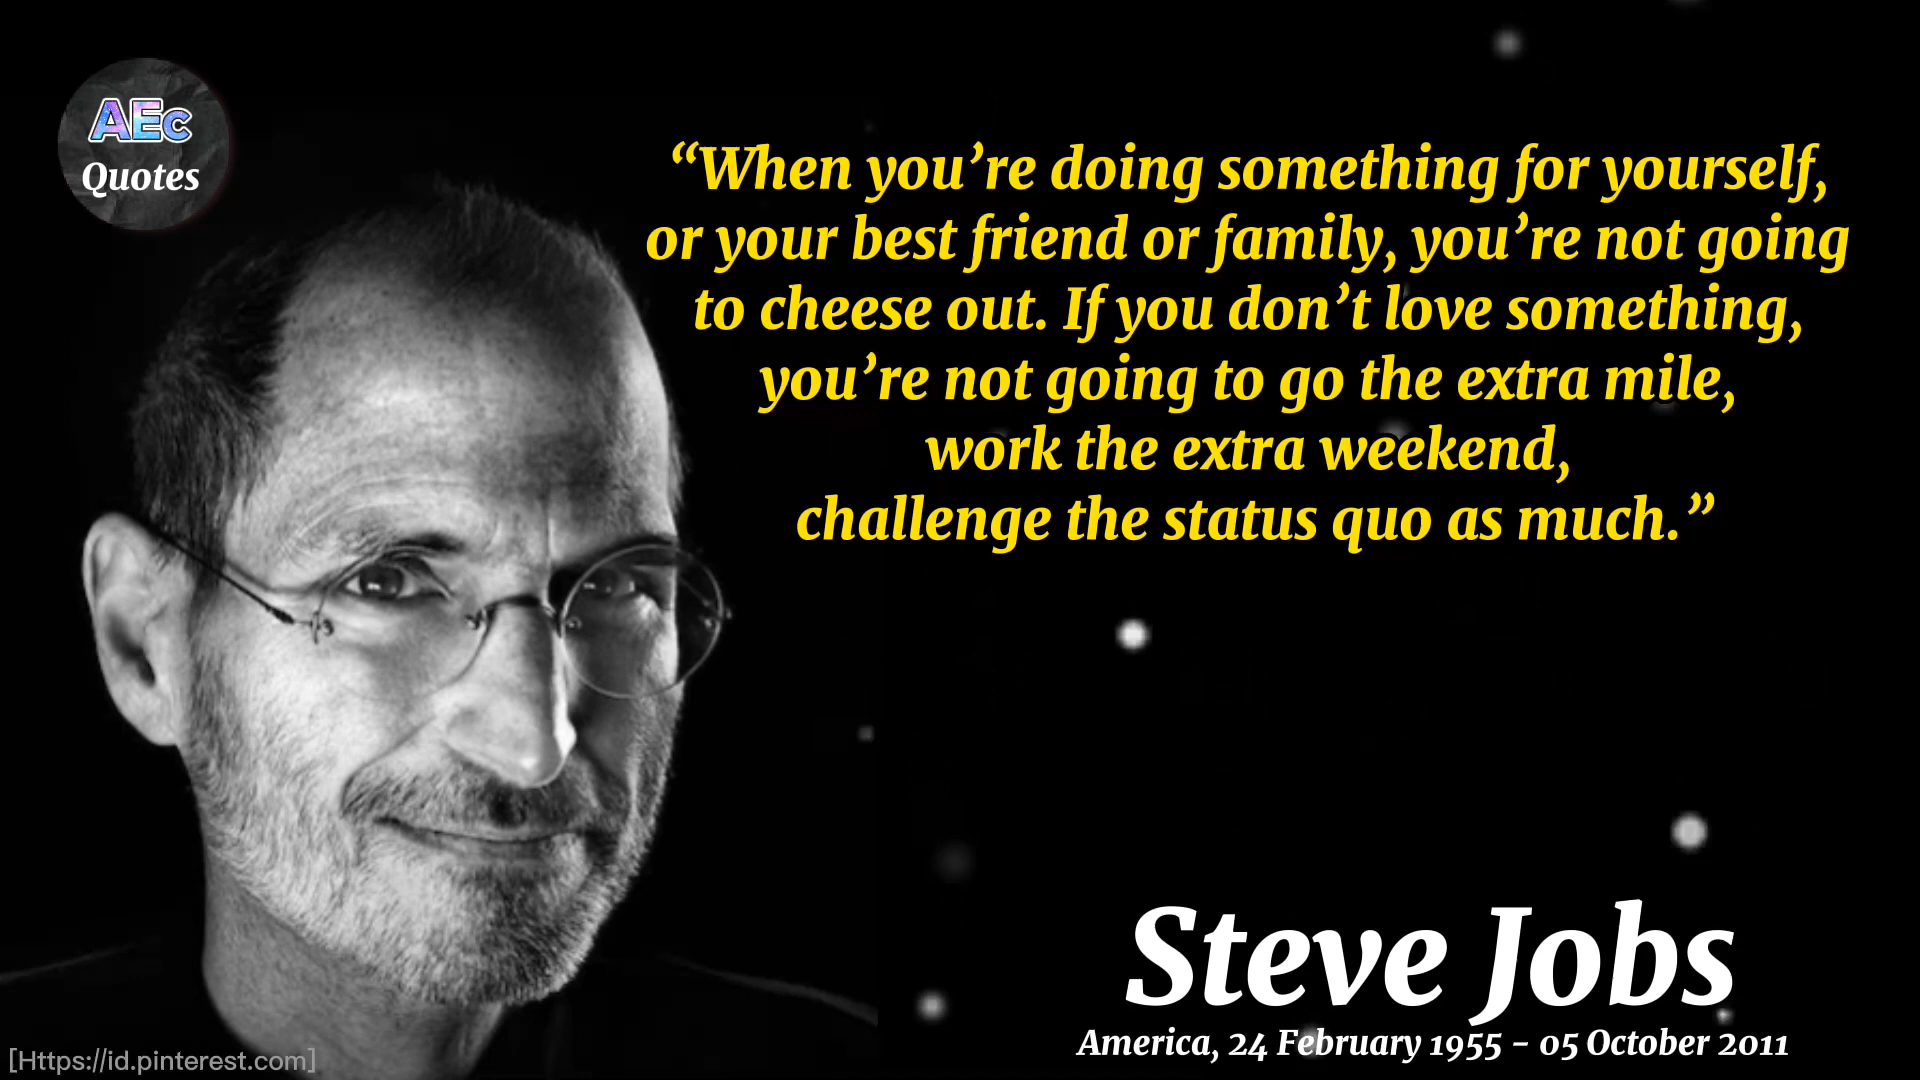 AEc
Quotes
“When you’re doing something for yourself,
or your best friend or family, you’re not going
to cheese out. If you don’t love something,
you’re not going to go the extra mile,
work the extra weekend,
challenge the status quo as much.”
Steve Jobs
America, 24 February 1955 - 05 October 2011
[Https://id.pinterest.com]